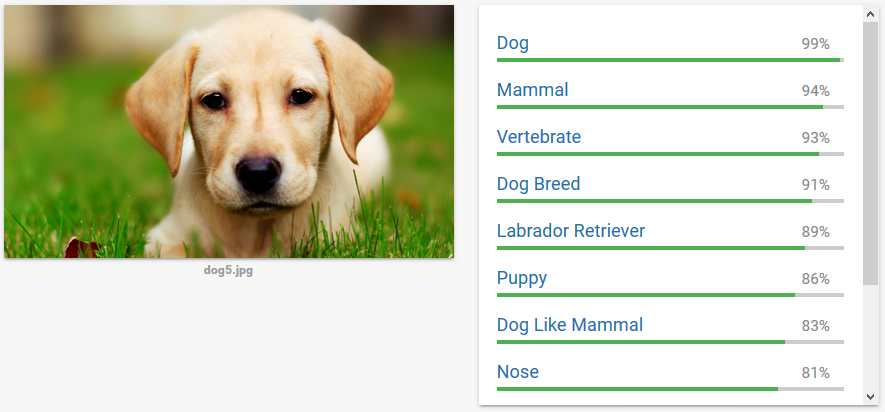 dog5.jpg
Dog 99%
Mammal 94%
Vertebrate 93%
Dog Breed 91%
Labrador Retriever 89%
Puppy 86%
Dog Like Mammal 83%
Nose 81%